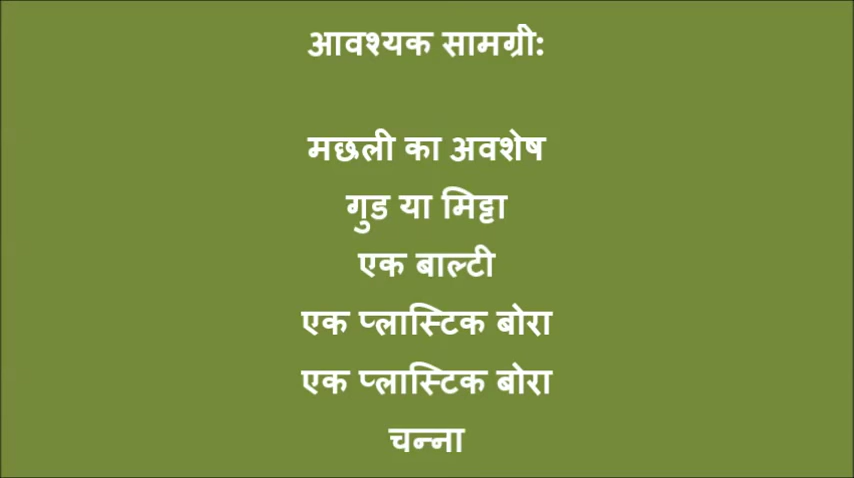 आवश्यक सामग्री:
मछली का अवशेष
गुड या मिट्टा
एक बाल्टी
एक प्लास्टिक बोरा
एक प्लास्टिक बोरा
चन्ना